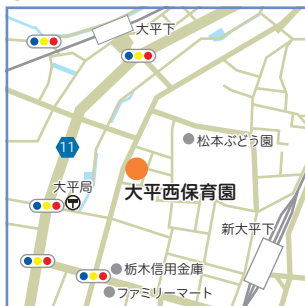 大平下
11
松本ぶどう園
大平局
大平西保育園
新大平下
栃木信用金庫
ファミリーマート